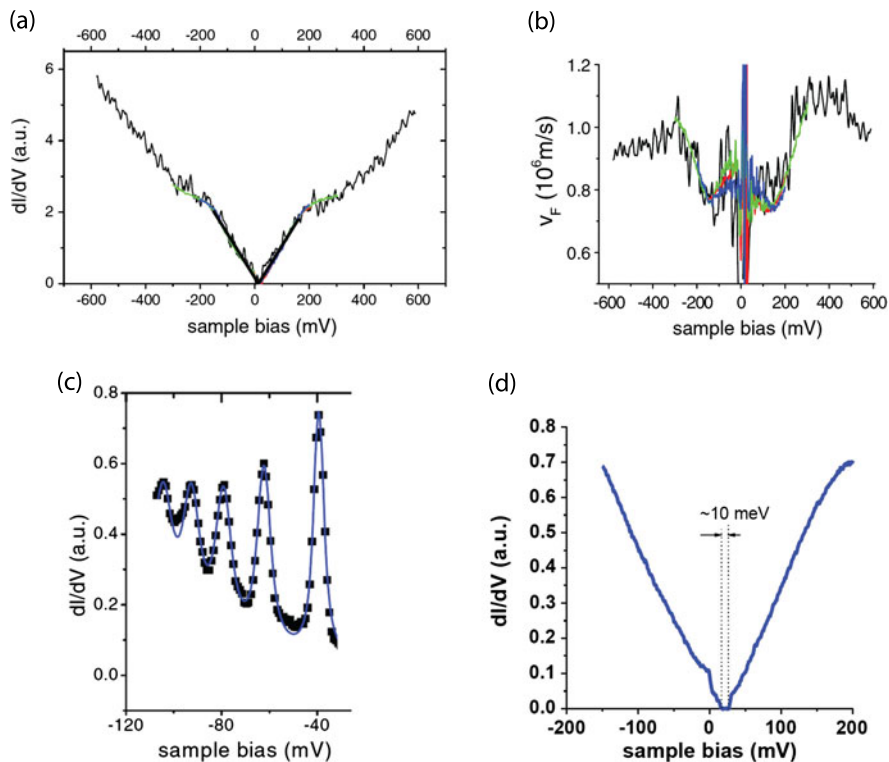 (a)
-600 -400 -200 0 200 400 600
6
4
2
0
dI/dV (a.u.)
-600 -400 -200 0 200 400 600
sample bias (mV)
(b)
1.2
1.0
0.8
0.6
V_F (10^6 m/s)
-600 -400 -200 0 200 400 600
sample bias (mV)
(c)
0.8
0.6
0.4
0.2
0.0
dI/dV (a.u.)
-120 -80 -40
sample bias (mV)
(d)
0.8
0.7
0.6
0.5
0.4
0.3
0.2
0.1
0.0
dI/dV (a.u.)
~10 meV
-200 -100 0 100 200
sample bias (mV)